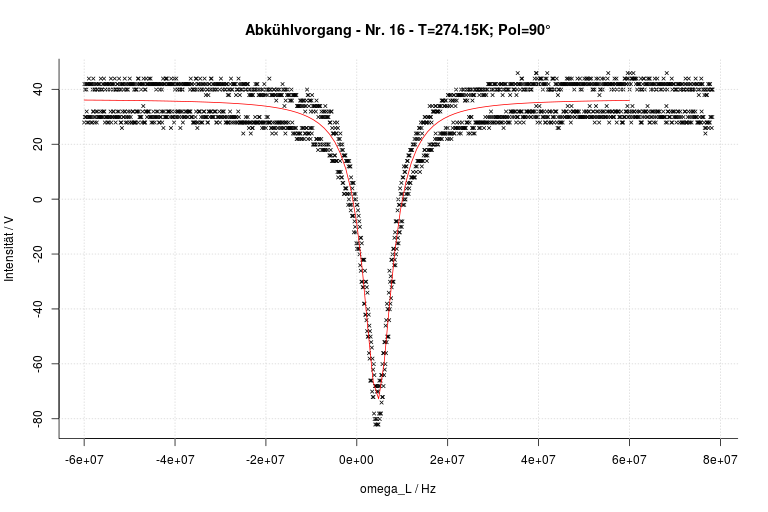 Abkühlvorgang - Nr. 16 - T=274.15K; Pol=90°
Intensität / V
40
20
0
-20
-40
-60
-80
-6e+07 -4e+07 -2e+07 0e+00 2e+07 4e+07 6e+07 8e+07
omega_L / Hz